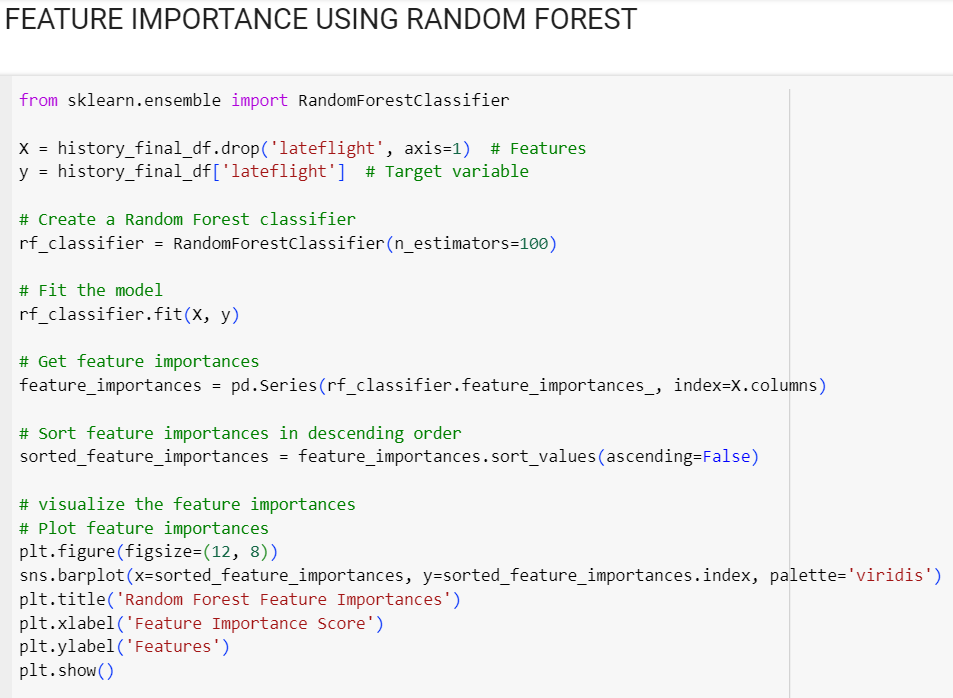 FEATURE IMPORTANCE USING RANDOM FOREST
from sklearn.ensemble import RandomForestClassifier
X = history_final_df.drop('lateflight', axis=1)  # Features
y = history_final_df['lateflight']  # Target variable
# Create a Random Forest classifier
rf_classifier = RandomForestClassifier(n_estimators=100)
# Fit the model
rf_classifier.fit(X, y)
# Get feature importances
feature_importances = pd.Series(rf_classifier.feature_importances_, index=X.columns)
# Sort feature importances in descending order
sorted_feature_importances = feature_importances.sort_values(ascending=False)
# visualize the feature importances
# Plot feature importances
plt.figure(figsize=(12, 8))
sns.barplot(x=sorted_feature_importances, y=sorted_feature_importances.index, palette='viridis')
plt.title('Random Forest Feature Importances')
plt.xlabel('Feature Importance Score')
plt.ylabel('Features')
plt.show()